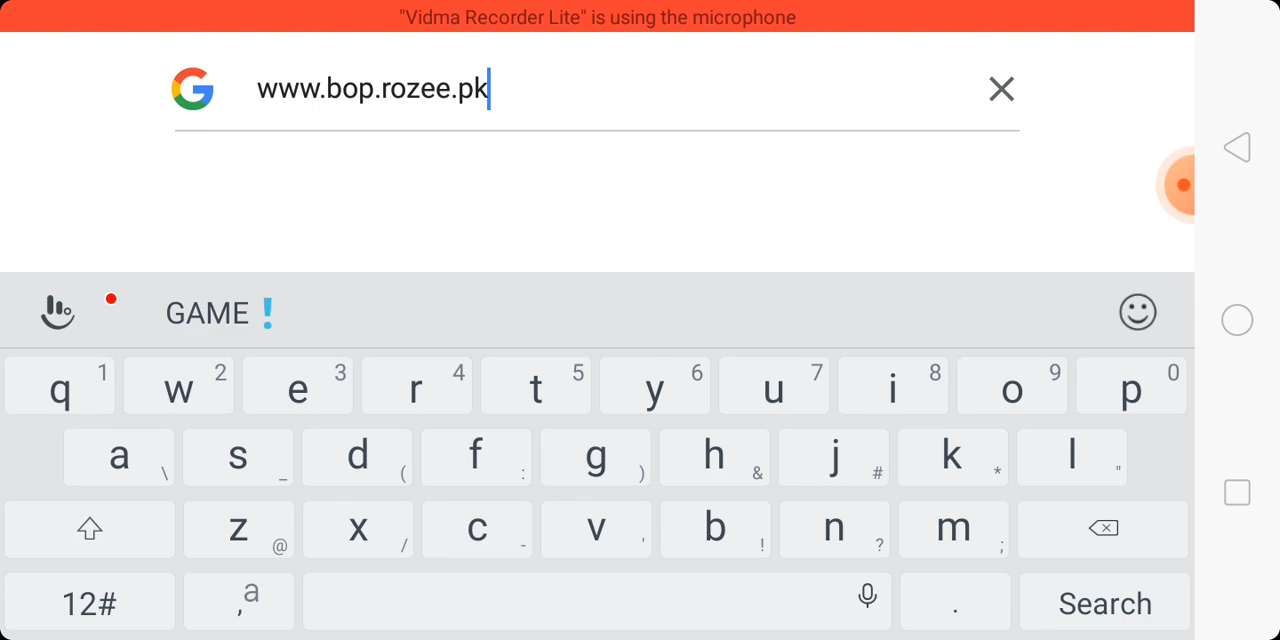 "Vidma Recorder Lite" is using the microphone
www.bop.rozee.pk
GAME❗
q 1 w 2 e 3 r 4 t 5 y 6 u 7 i 8 o 9 p 0
a \ s _ d ( f : g ) h & j # k * l "
z @ x / c - v ' b ! n ? m ;
12# , a . Search